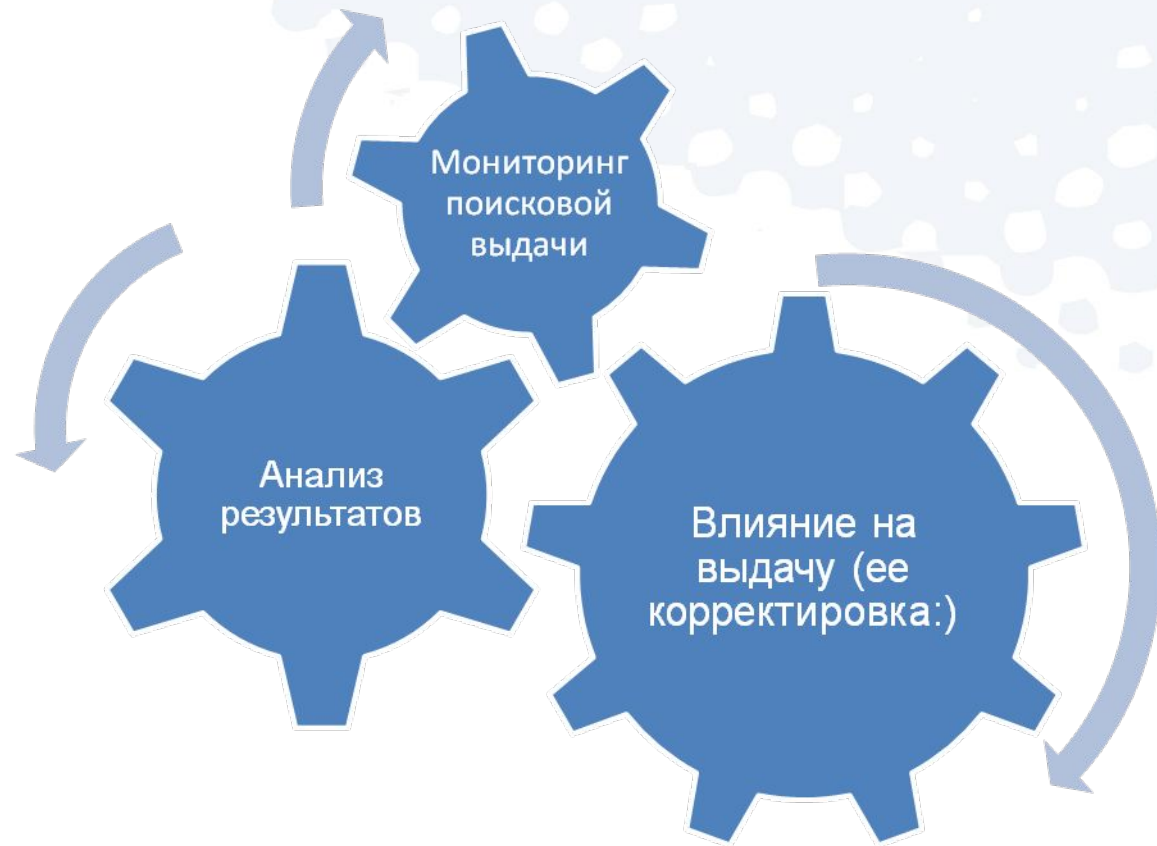 Мониторинг
поисковой
выдачи
Анализ
результатов
Влияние на
выдачу (ее
корректировка:)